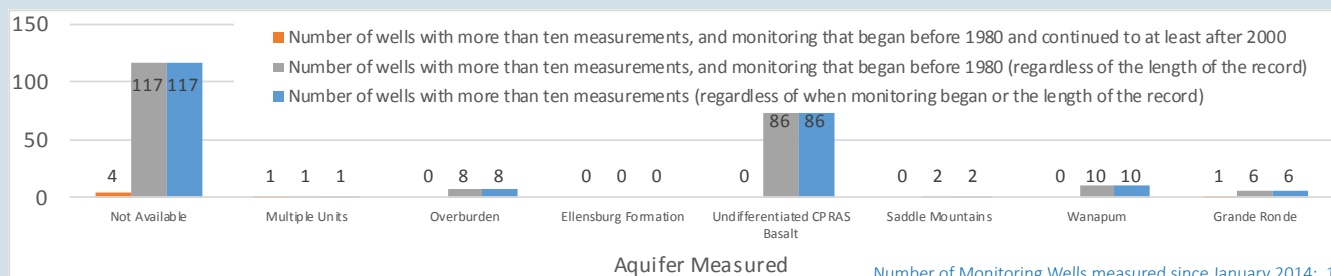 150
Number of wells with more than ten measurements, and monitoring that began before 1980 and continued to at least after 2000
Number of wells with more than ten measurements, and monitoring that began before 1980 (regardless of the length of the record)
100
117 117
Number of wells with more than ten measurements (regardless of when monitoring began or the length of the record)
86 86
50
4 1 1 1 0 8 8 0 0 0 0 0 2 2 0 10 10 1 6 6
0
Not Available Multiple Units Overburden Ellensburg Formation Undifferentiated CPRAS Saddle Mountains Wanapum Grande Ronde
Basalt
Aquifer Measured
Number of Monitoring Wells measured since January 2014: